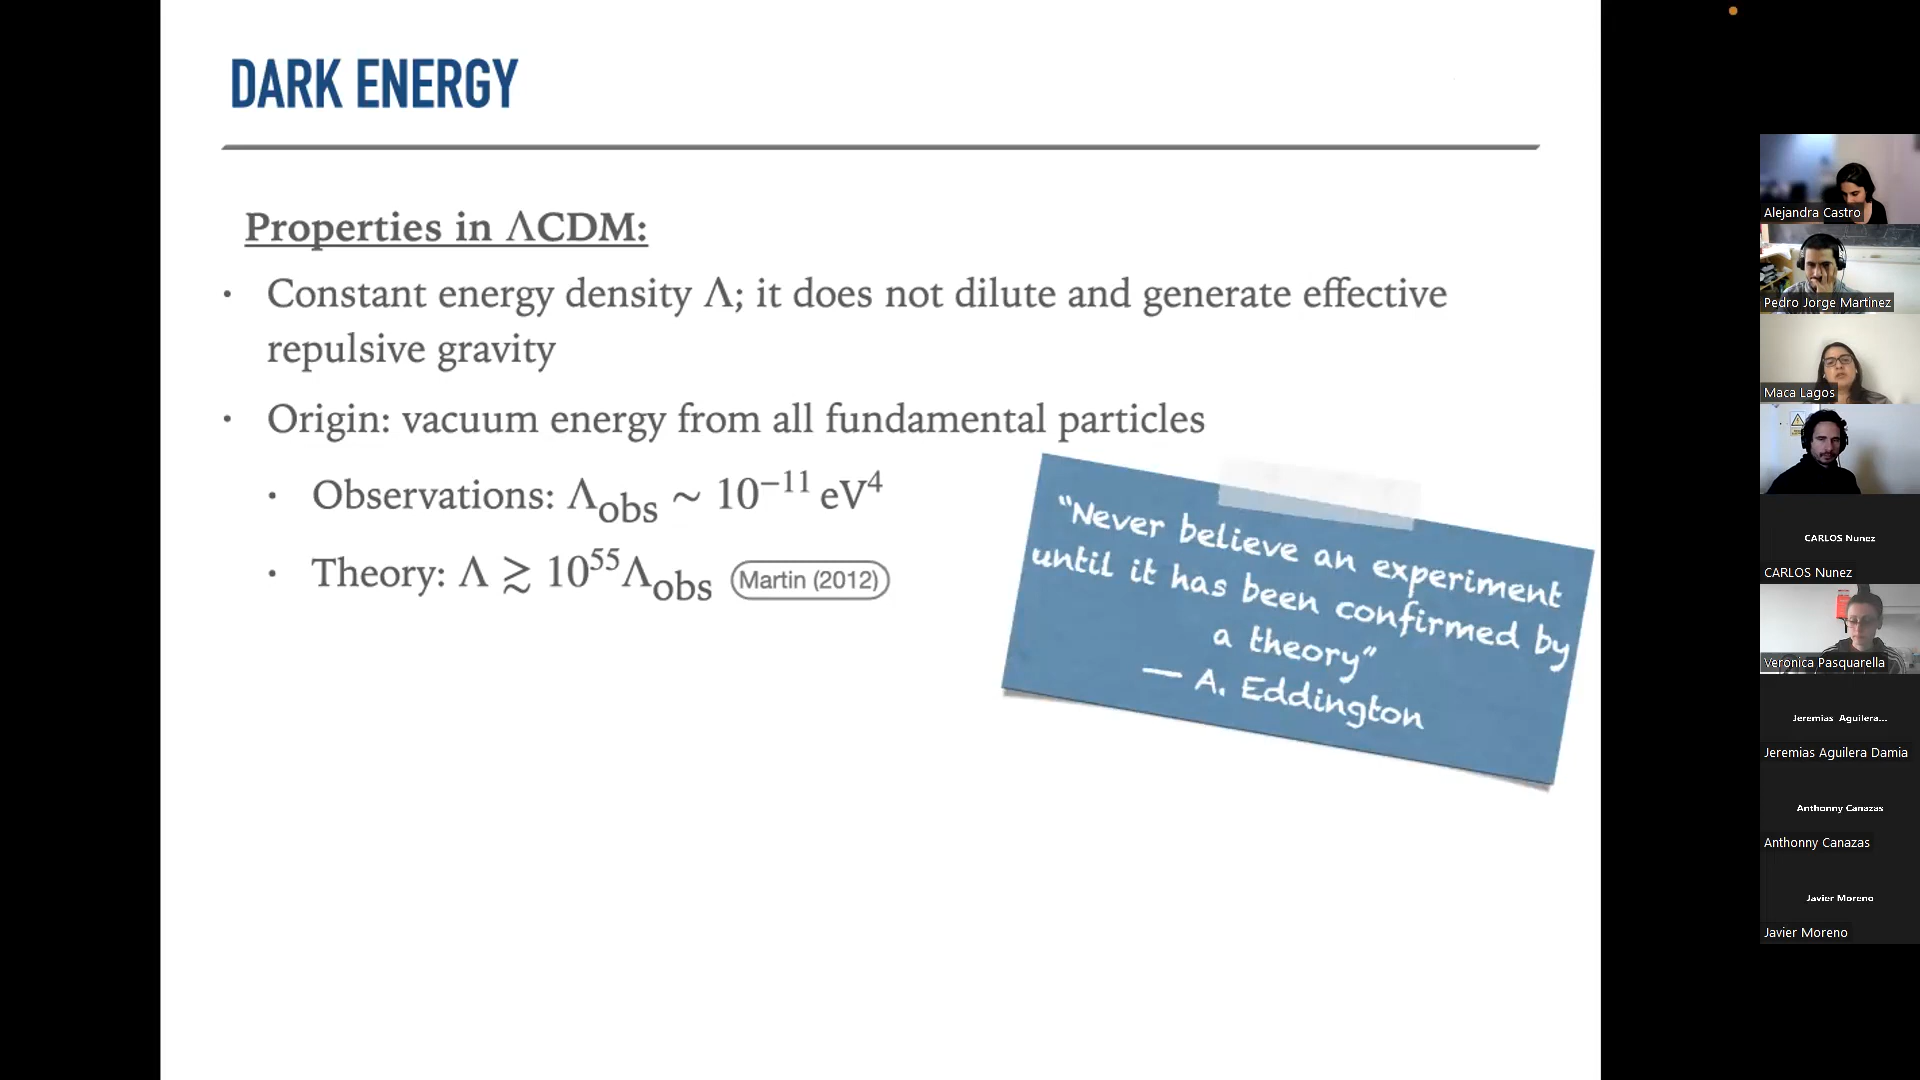 DARK ENERGY
Properties in ΛCDM:
• Constant energy density Λ; it does not dilute and generate effective
repulsive gravity
• Origin: vacuum energy from all fundamental particles
• Observations: Λobs ~ 10⁻¹¹ eV⁴
• Theory: Λ ≳ 10⁵⁵Λobs Martin (2012)
“Never believe an experiment
until it has been confirmed by
a theory”
— A. Eddington
Alejandra Castro
Pedro Jorge Martinez
Maca Lagos
CARLOS Nunez
CARLOS Nunez
Veronica Pasquarella
Jeremias Aguilera...
Jeremias Aguilera Damia
Anthonny Canazas
Anthonny Canazas
Javier Moreno
Javier Moreno